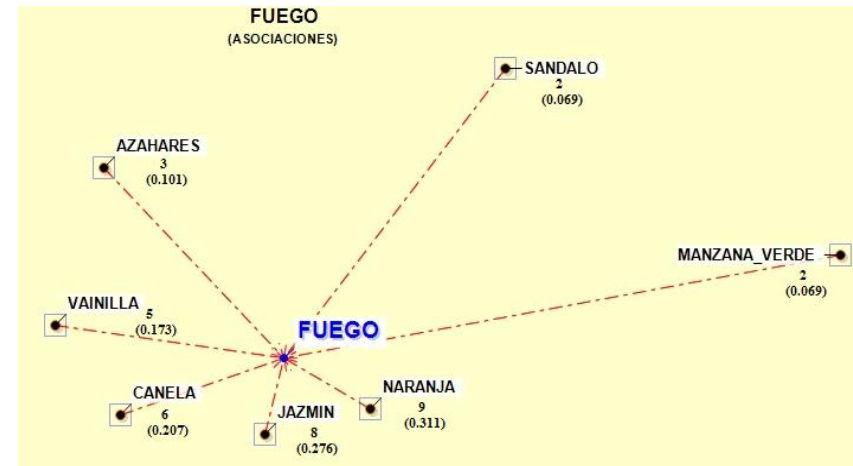 FUEGO
(ASOCIACIONES)
SANDALO
2
(0.069)
AZAHARES
3
(0.101)
MANZANA_VERDE
2
(0.069)
VAINILLA
5
(0.173)
FUEGO
CANELA
6
(0.207)
JAZMIN
8
(0.276)
NARANJA
9
(0.311)